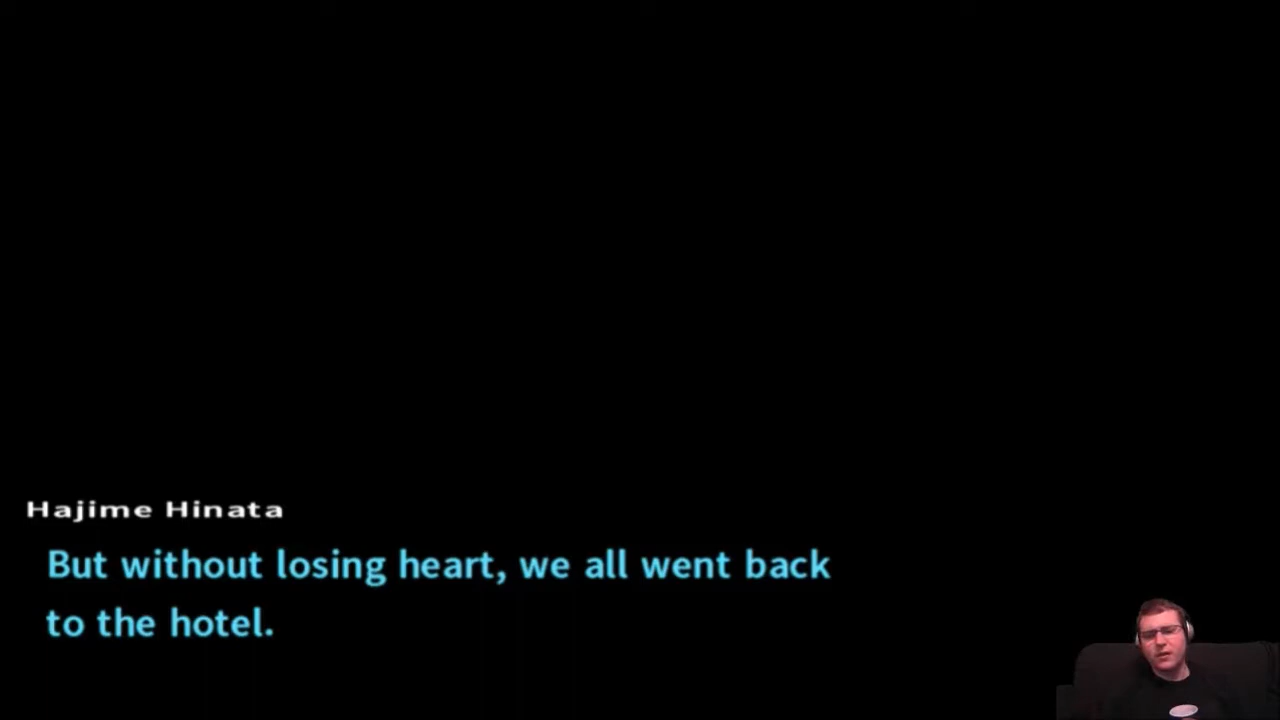 Hajime Hinata
But without losing heart, we all went back
to the hotel.